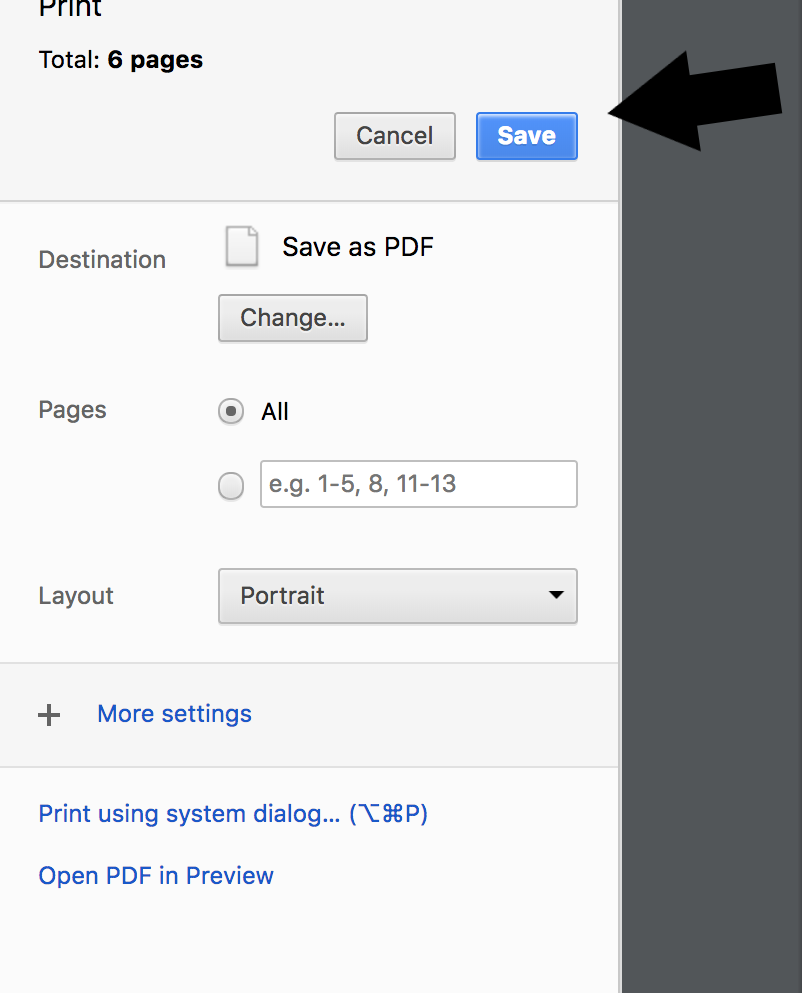 Print
Total: 6 pages
Cancel Save
Destination Save as PDF
Change...
Pages All
e.g. 1-5, 8, 11-13
Layout Portrait
+ More settings
Print using system dialog... (⌥⌘P)
Open PDF in Preview